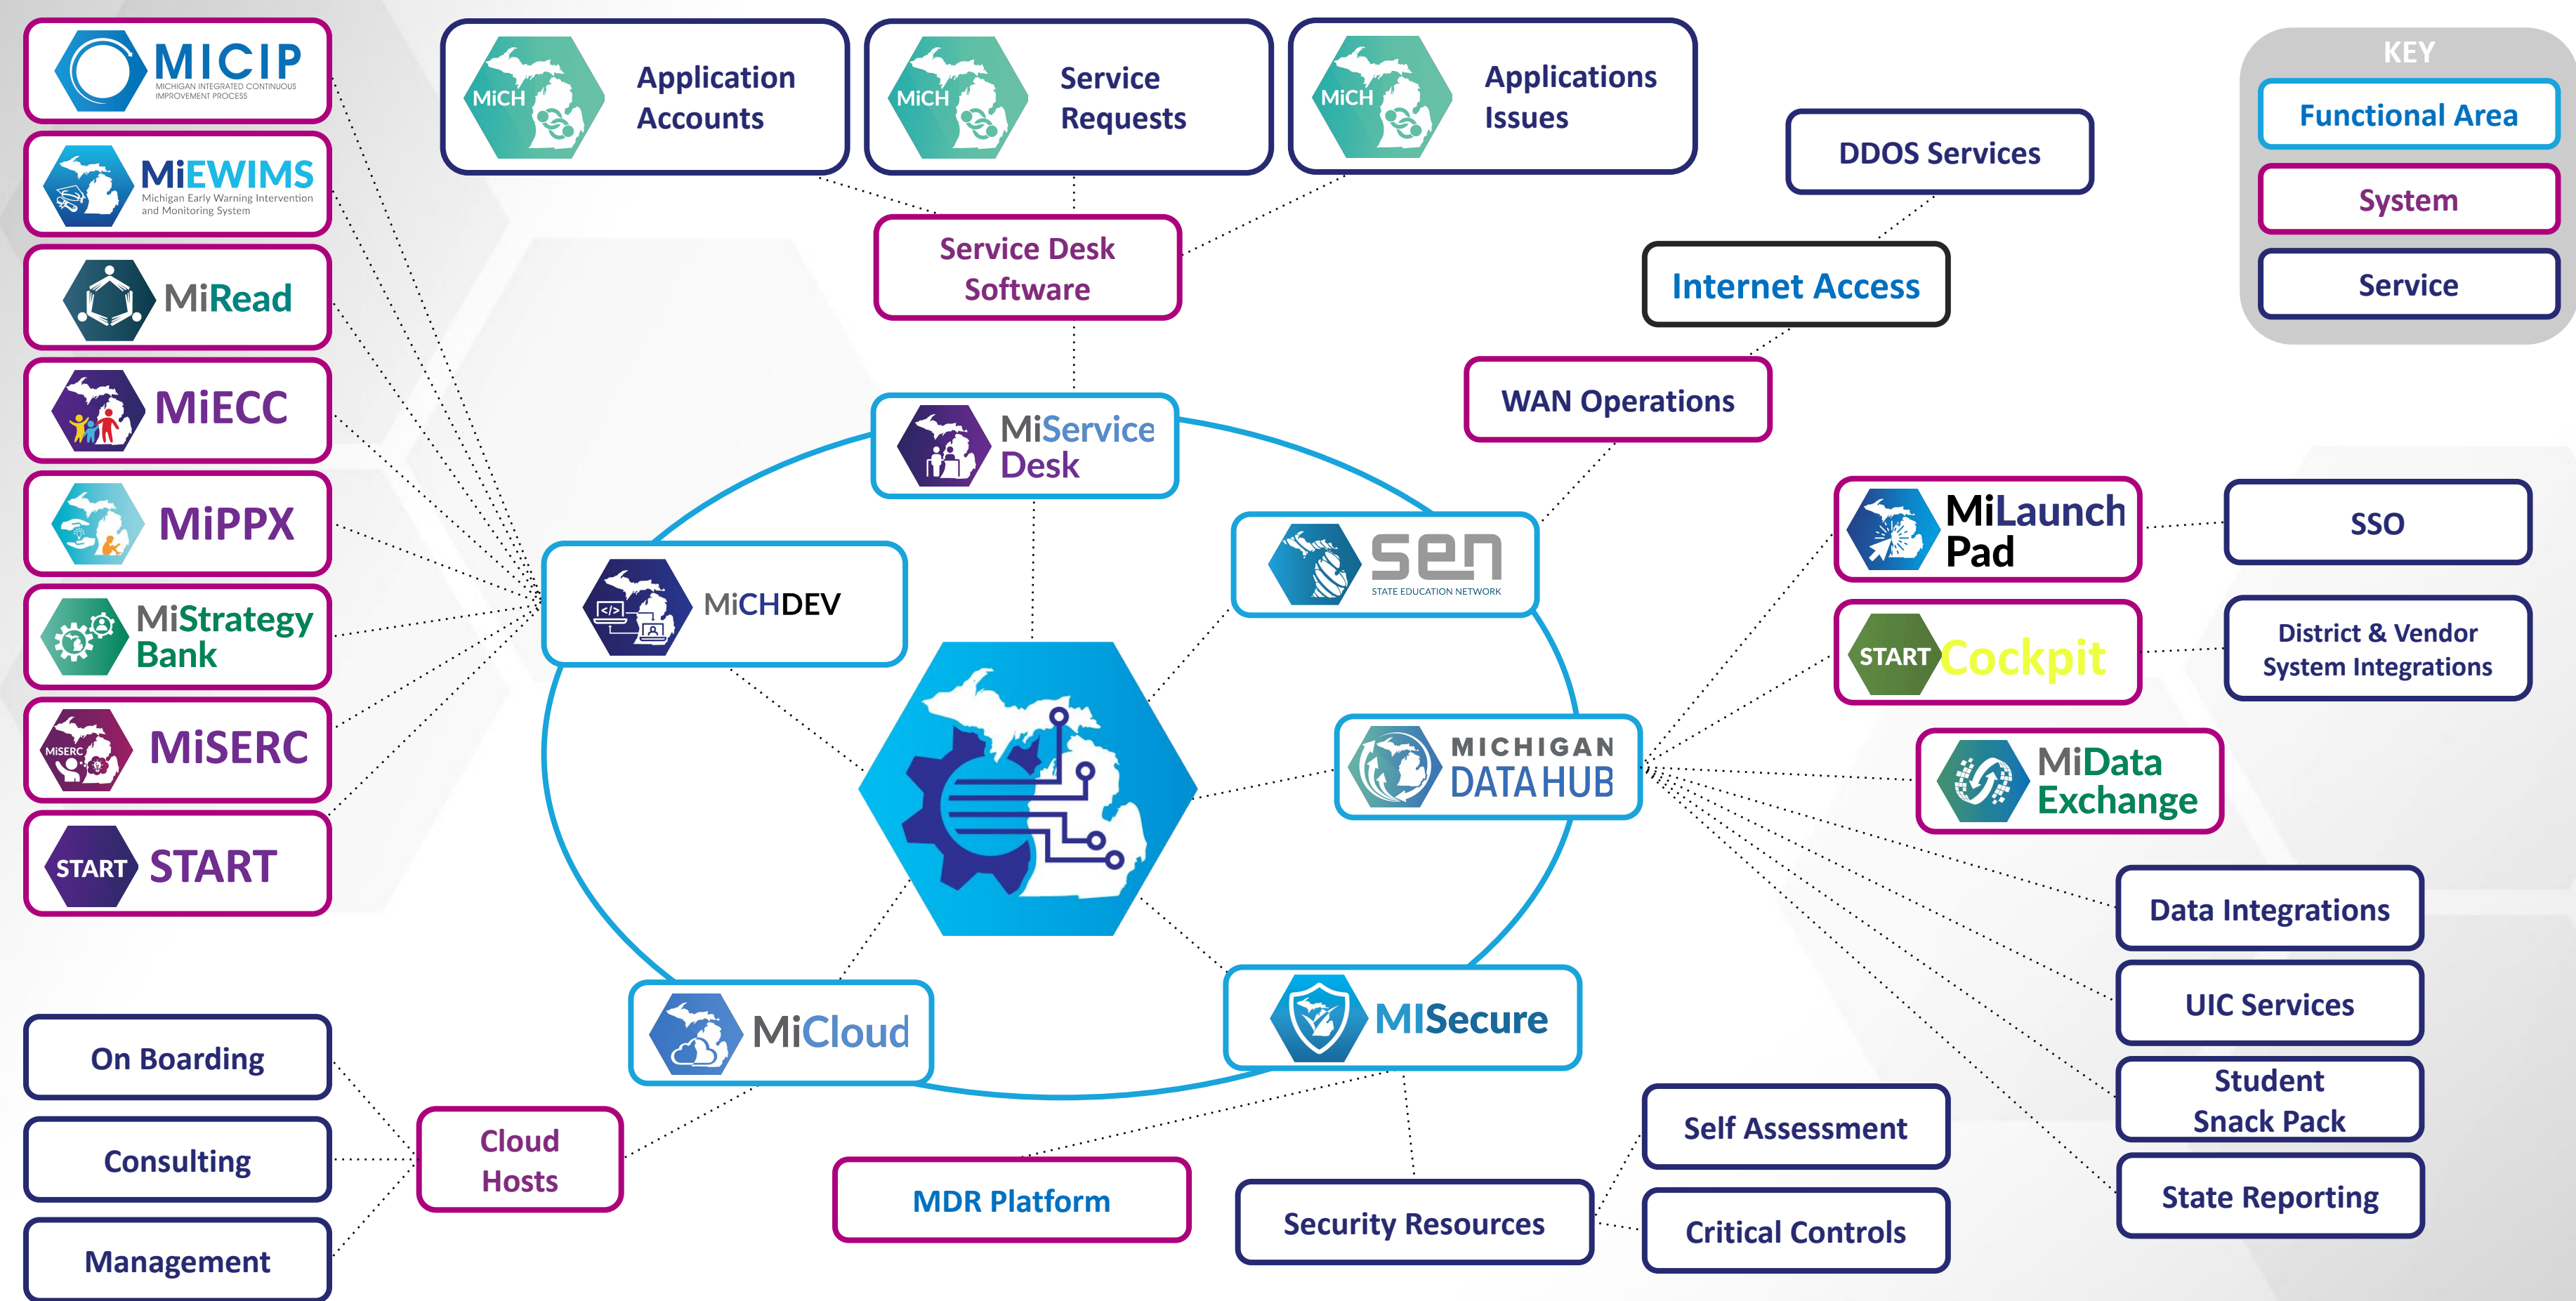 MICIP
MICHIGAN INTEGRATED CONTINUOUS
IMPROVEMENT PROCESS
MiEWIMS
Michigan Early Warning Intervention
and Monitoring System
MiRead
MiECC
MiPPX
MiStrategy
Bank
MiSERC
MiSERC
START
START
MiCH
Application
Accounts
MiCH
Service
Requests
MiCH
Applications
Issues
Service Desk
Software
DDOS Services
Internet Access
WAN Operations
KEY
Functional Area
System
Service
MiService
Desk
MiCHDEV
sen
STATE EDUCATION NETWORK
MICHIGAN
DATA HUB
MiCloud
MISecure
MiLaunch
Pad
SSO
START
Cockpit
District & Vendor
System Integrations
MiData
Exchange
Data Integrations
UIC Services
Student
Snack Pack
State Reporting
On Boarding
Consulting
Management
Cloud
Hosts
MDR Platform
Security Resources
Self Assessment
Critical Controls